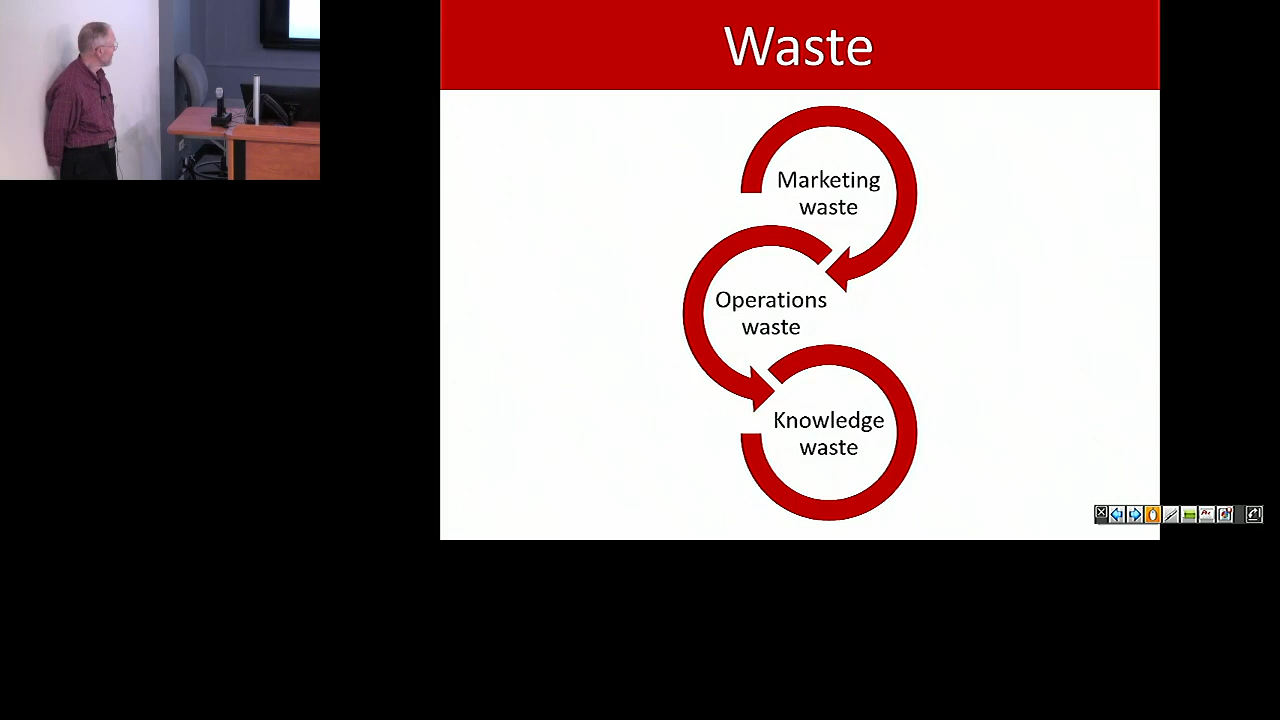 Waste
Marketing
waste
Operations
waste
Knowledge
waste